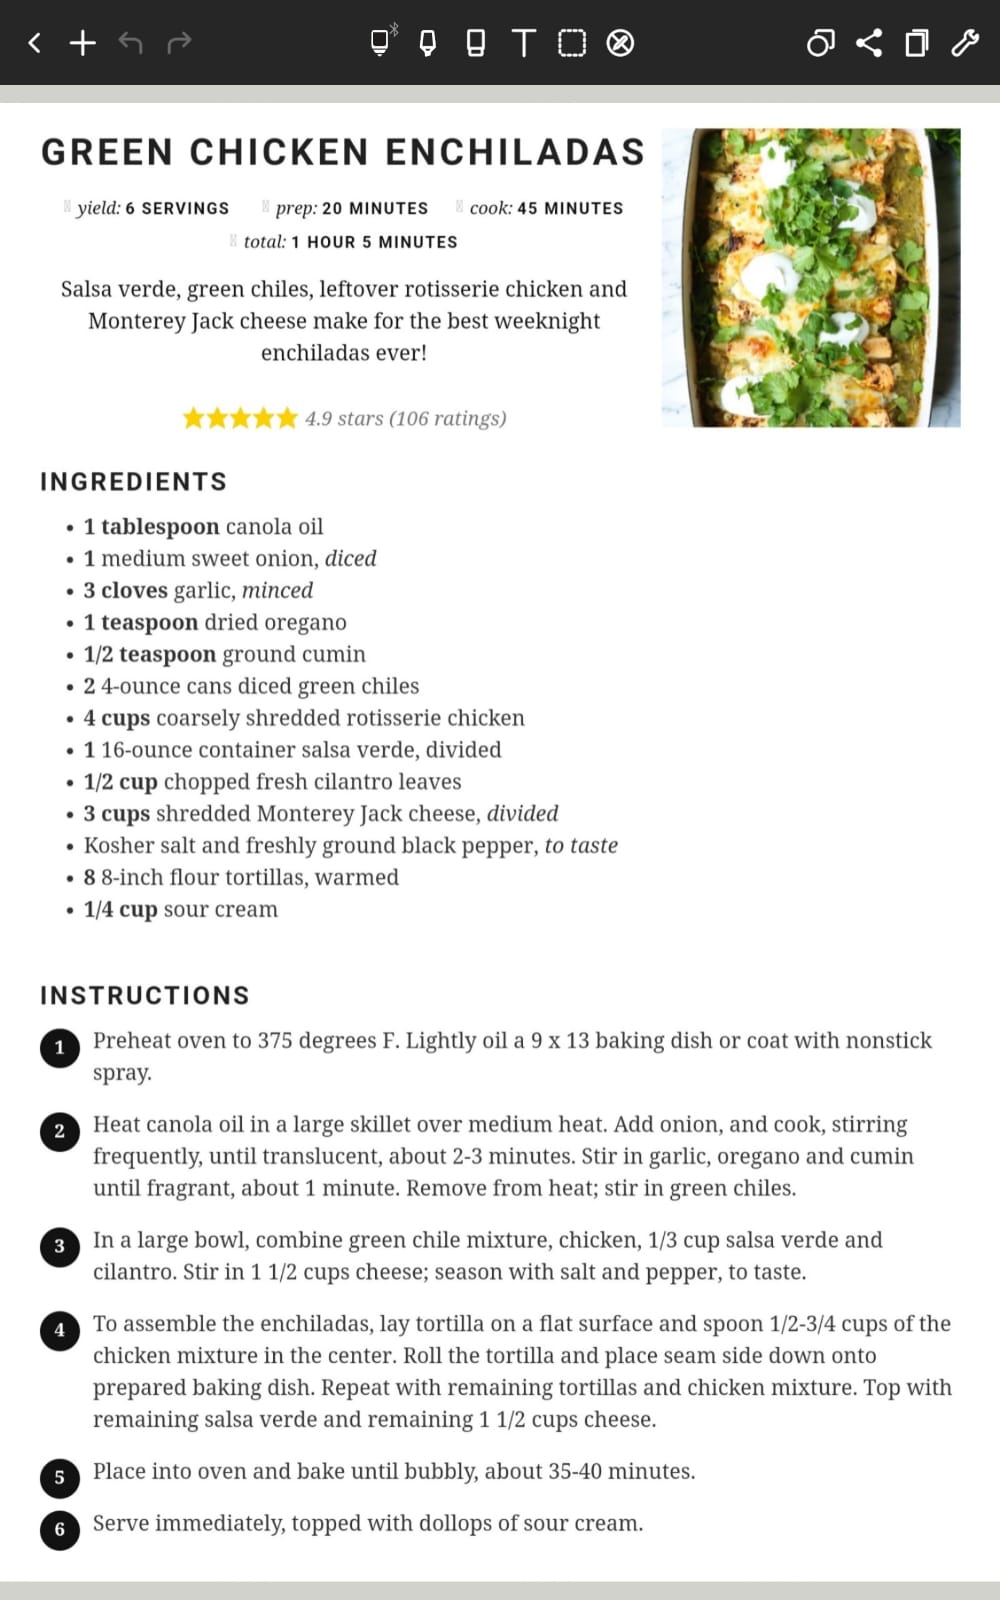 GREEN CHICKEN ENCHILADAS
yield: 6 SERVINGS prep: 20 MINUTES cook: 45 MINUTES
total: 1 HOUR 5 MINUTES
Salsa verde, green chiles, leftover rotisserie chicken and
Monterey Jack cheese make for the best weeknight
enchiladas ever!
4.9 stars (106 ratings)
INGREDIENTS
• 1 tablespoon canola oil
• 1 medium sweet onion, diced
• 3 cloves garlic, minced
• 1 teaspoon dried oregano
• 1/2 teaspoon ground cumin
• 2 4-ounce cans diced green chiles
• 4 cups coarsely shredded rotisserie chicken
• 1 16-ounce container salsa verde, divided
• 1/2 cup chopped fresh cilantro leaves
• 3 cups shredded Monterey Jack cheese, divided
• Kosher salt and freshly ground black pepper, to taste
• 8 8-inch flour tortillas, warmed
• 1/4 cup sour cream
INSTRUCTIONS
1 Preheat oven to 375 degrees F. Lightly oil a 9 x 13 baking dish or coat with nonstick
spray.
2 Heat canola oil in a large skillet over medium heat. Add onion, and cook, stirring
frequently, until translucent, about 2-3 minutes. Stir in garlic, oregano and cumin
until fragrant, about 1 minute. Remove from heat; stir in green chiles.
3 In a large bowl, combine green chile mixture, chicken, 1/3 cup salsa verde and
cilantro. Stir in 1 1/2 cups cheese; season with salt and pepper, to taste.
4 To assemble the enchiladas, lay tortilla on a flat surface and spoon 1/2-3/4 cups of the
chicken mixture in the center. Roll the tortilla and place seam side down onto
prepared baking dish. Repeat with remaining tortillas and chicken mixture. Top with
remaining salsa verde and remaining 1 1/2 cups cheese.
5 Place into oven and bake until bubbly, about 35-40 minutes.
6 Serve immediately, topped with dollops of sour cream.